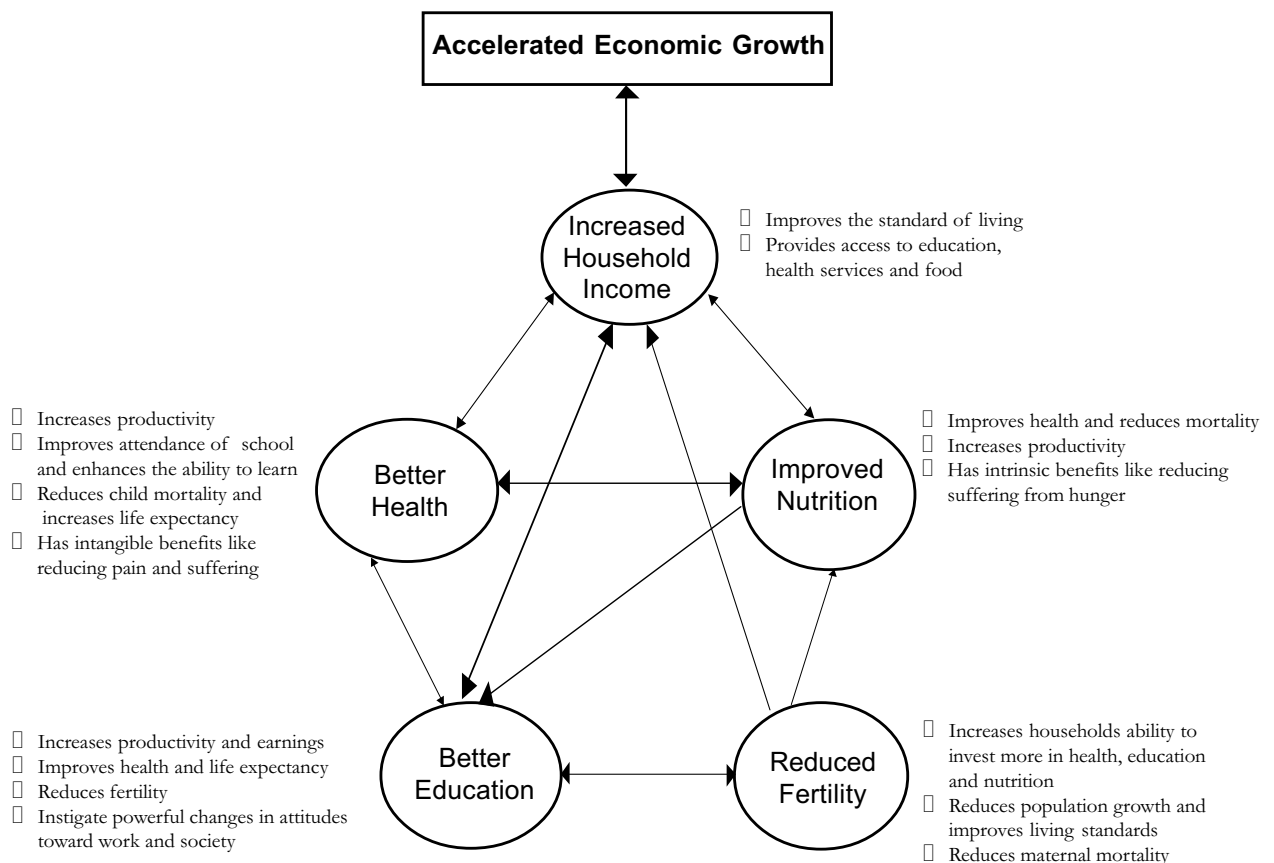 Accelerated Economic Growth
Increased
Household
Income
Improves the standard of living
Provides access to education,
health services and food
Increases productivity
Improves attendance of school
and enhances the ability to learn
Reduces child mortality and
increases life expectancy
Has intangible benefits like
reducing pain and suffering
Better
Health
Improved
Nutrition
Improves health and reduces mortality
Increases productivity
Has intrinsic benefits like reducing
suffering from hunger
Increases productivity and earnings
Improves health and life expectancy
Reduces fertility
Instigate powerful changes in attitudes
toward work and society
Better
Education
Reduced
Fertility
Increases households ability to
invest more in health, education
and nutrition
Reduces population growth and
improves living standards
Reduces maternal mortality